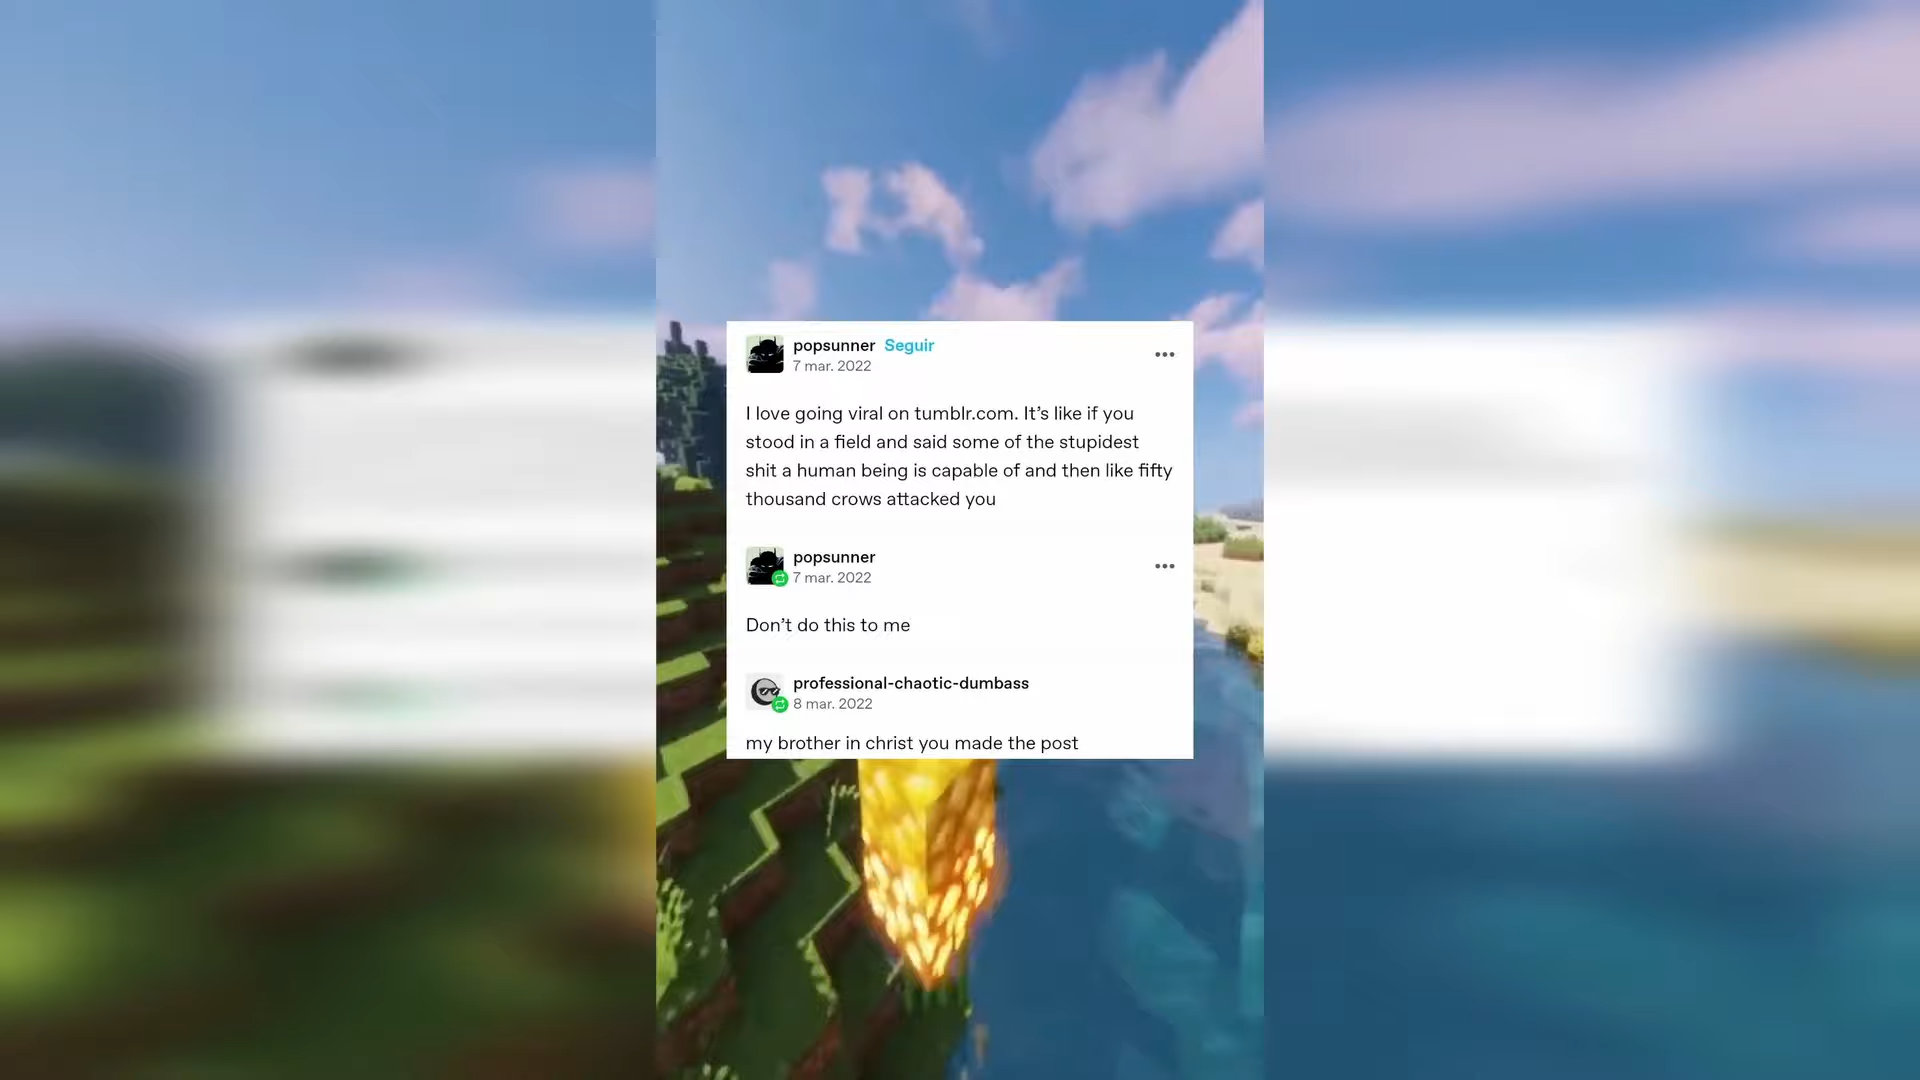 popsunner Seguir
7 mar. 2022
I love going viral on tumblr.com. It’s like if you
stood in a field and said some of the stupidest
shit a human being is capable of and then like fifty
thousand crows attacked you
popsunner
7 mar. 2022
Don’t do this to me
professional-chaotic-dumbass
8 mar. 2022
my brother in christ you made the post